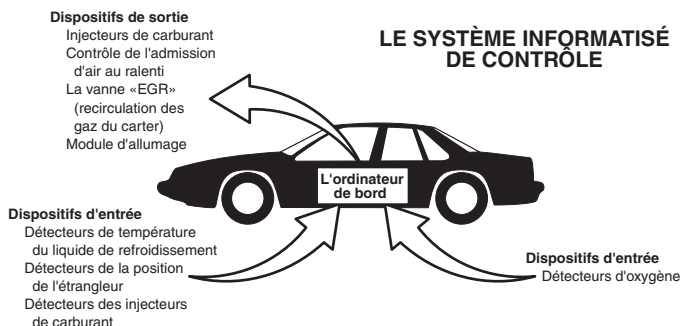 Dispositifs de sortie
Injecteurs de carburant
Contrôle de l'admission
d'air au ralenti
La vanne «EGR»
(recirculation des
gaz du carter)
Module d'allumage
LE SYSTÈME INFORMATISÉ
DE CONTRÔLE
L'ordinateur
de bord
Dispositifs d'entrée
Détecteurs de température
du liquide de refroidissement
Détecteurs de la position
de l'étrangleur
Détecteurs des injecteurs
de carburant
Dispositifs d'entrée
Détecteurs d'oxygène